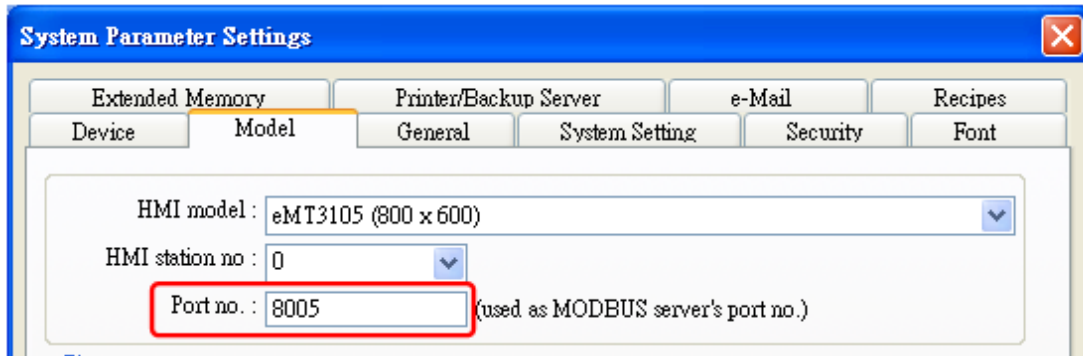 System Parameter Settings
Extended Memory Printer/Backup Server e-Mail Recipes
Device Model General System Setting Security Font
HMI model : eMT3105 (800 x 600)
HMI station no : 0
Port no. : 8005 (used as MODBUS server's port no.)